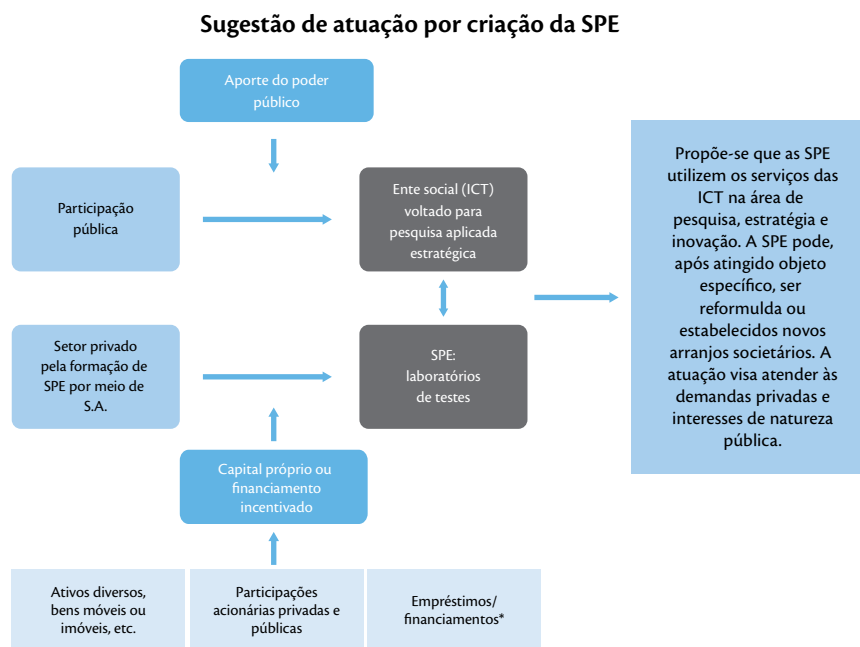 Sugestão de atuação por criação da SPE
Aporte do poder
público
Participação
pública
Ente social (ICT)
voltado para
pesquisa aplicada
estratégica
Setor privado
pela formação de
SPE por meio de
S.A.
SPE:
laboratórios
de testes
Capital próprio ou
financiamento
incentivado
Ativos diversos,
bens móveis ou
imóveis, etc.
Participações
acionárias privadas e
públicas
Empréstimos/
financiamentos*
Propõe-se que as SPE
utilizem os serviços das
ICT na área de
pesquisa, estratégia e
inovação. A SPE pode,
após atingido objeto
específico, ser
reformulda ou
estabelecidos novos
arranjos societários. A
atuação visa atender às
demandas privadas e
interesses de natureza
pública.